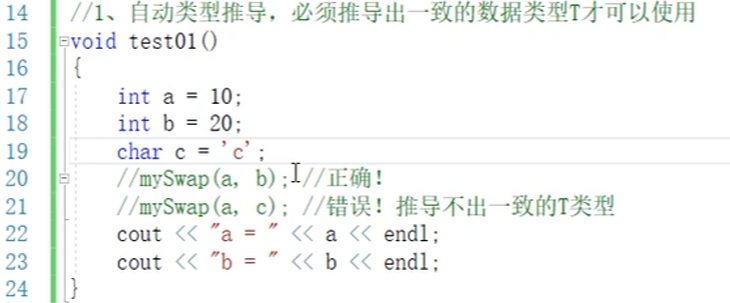 14 //1、自动类型推导，必须推导出一致的数据类型T才可以使用
15 void test01()
16 {
17 int a = 10;
18 int b = 20;
19 char c = 'c';
20 //mySwap(a, b); //正确！
21 //mySwap(a, c); //错误！推导不出一致的T类型
22 cout << "a = " << a << endl;
23 cout << "b = " << b << endl;
24 }